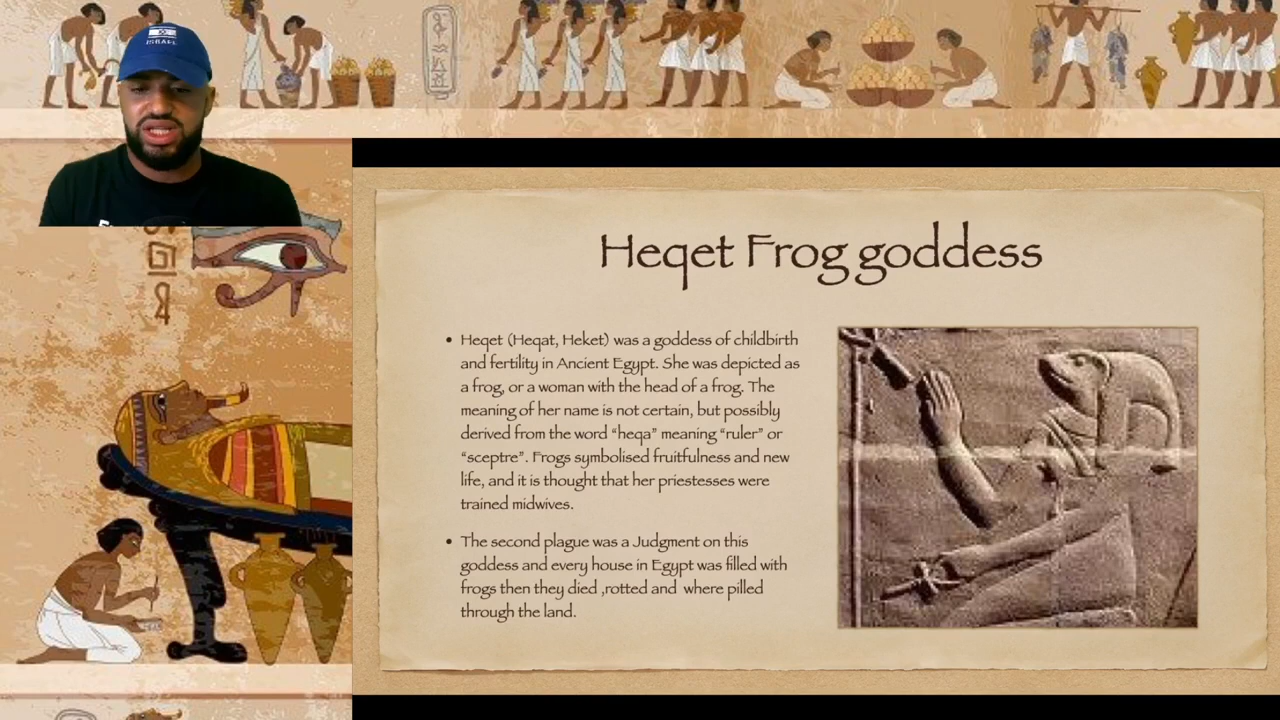 ISRAEL
Heqet Frog goddess
• Heqet (Heqat, Heket) was a goddess of childbirth
and fertility in Ancient Egypt. She was depicted as
a frog, or a woman with the head of a frog. The
meaning of her name is not certain, but possibly
derived from the word “heqa” meaning “ruler” or
“sceptre”. Frogs symbolised fruitfulness and new
life, and it is thought that her priestesses were
trained midwives.
• The second plague was a Judgment on this
goddess and every house in Egypt was filled with
frogs then they died ,rotted and where pilled
through the land.